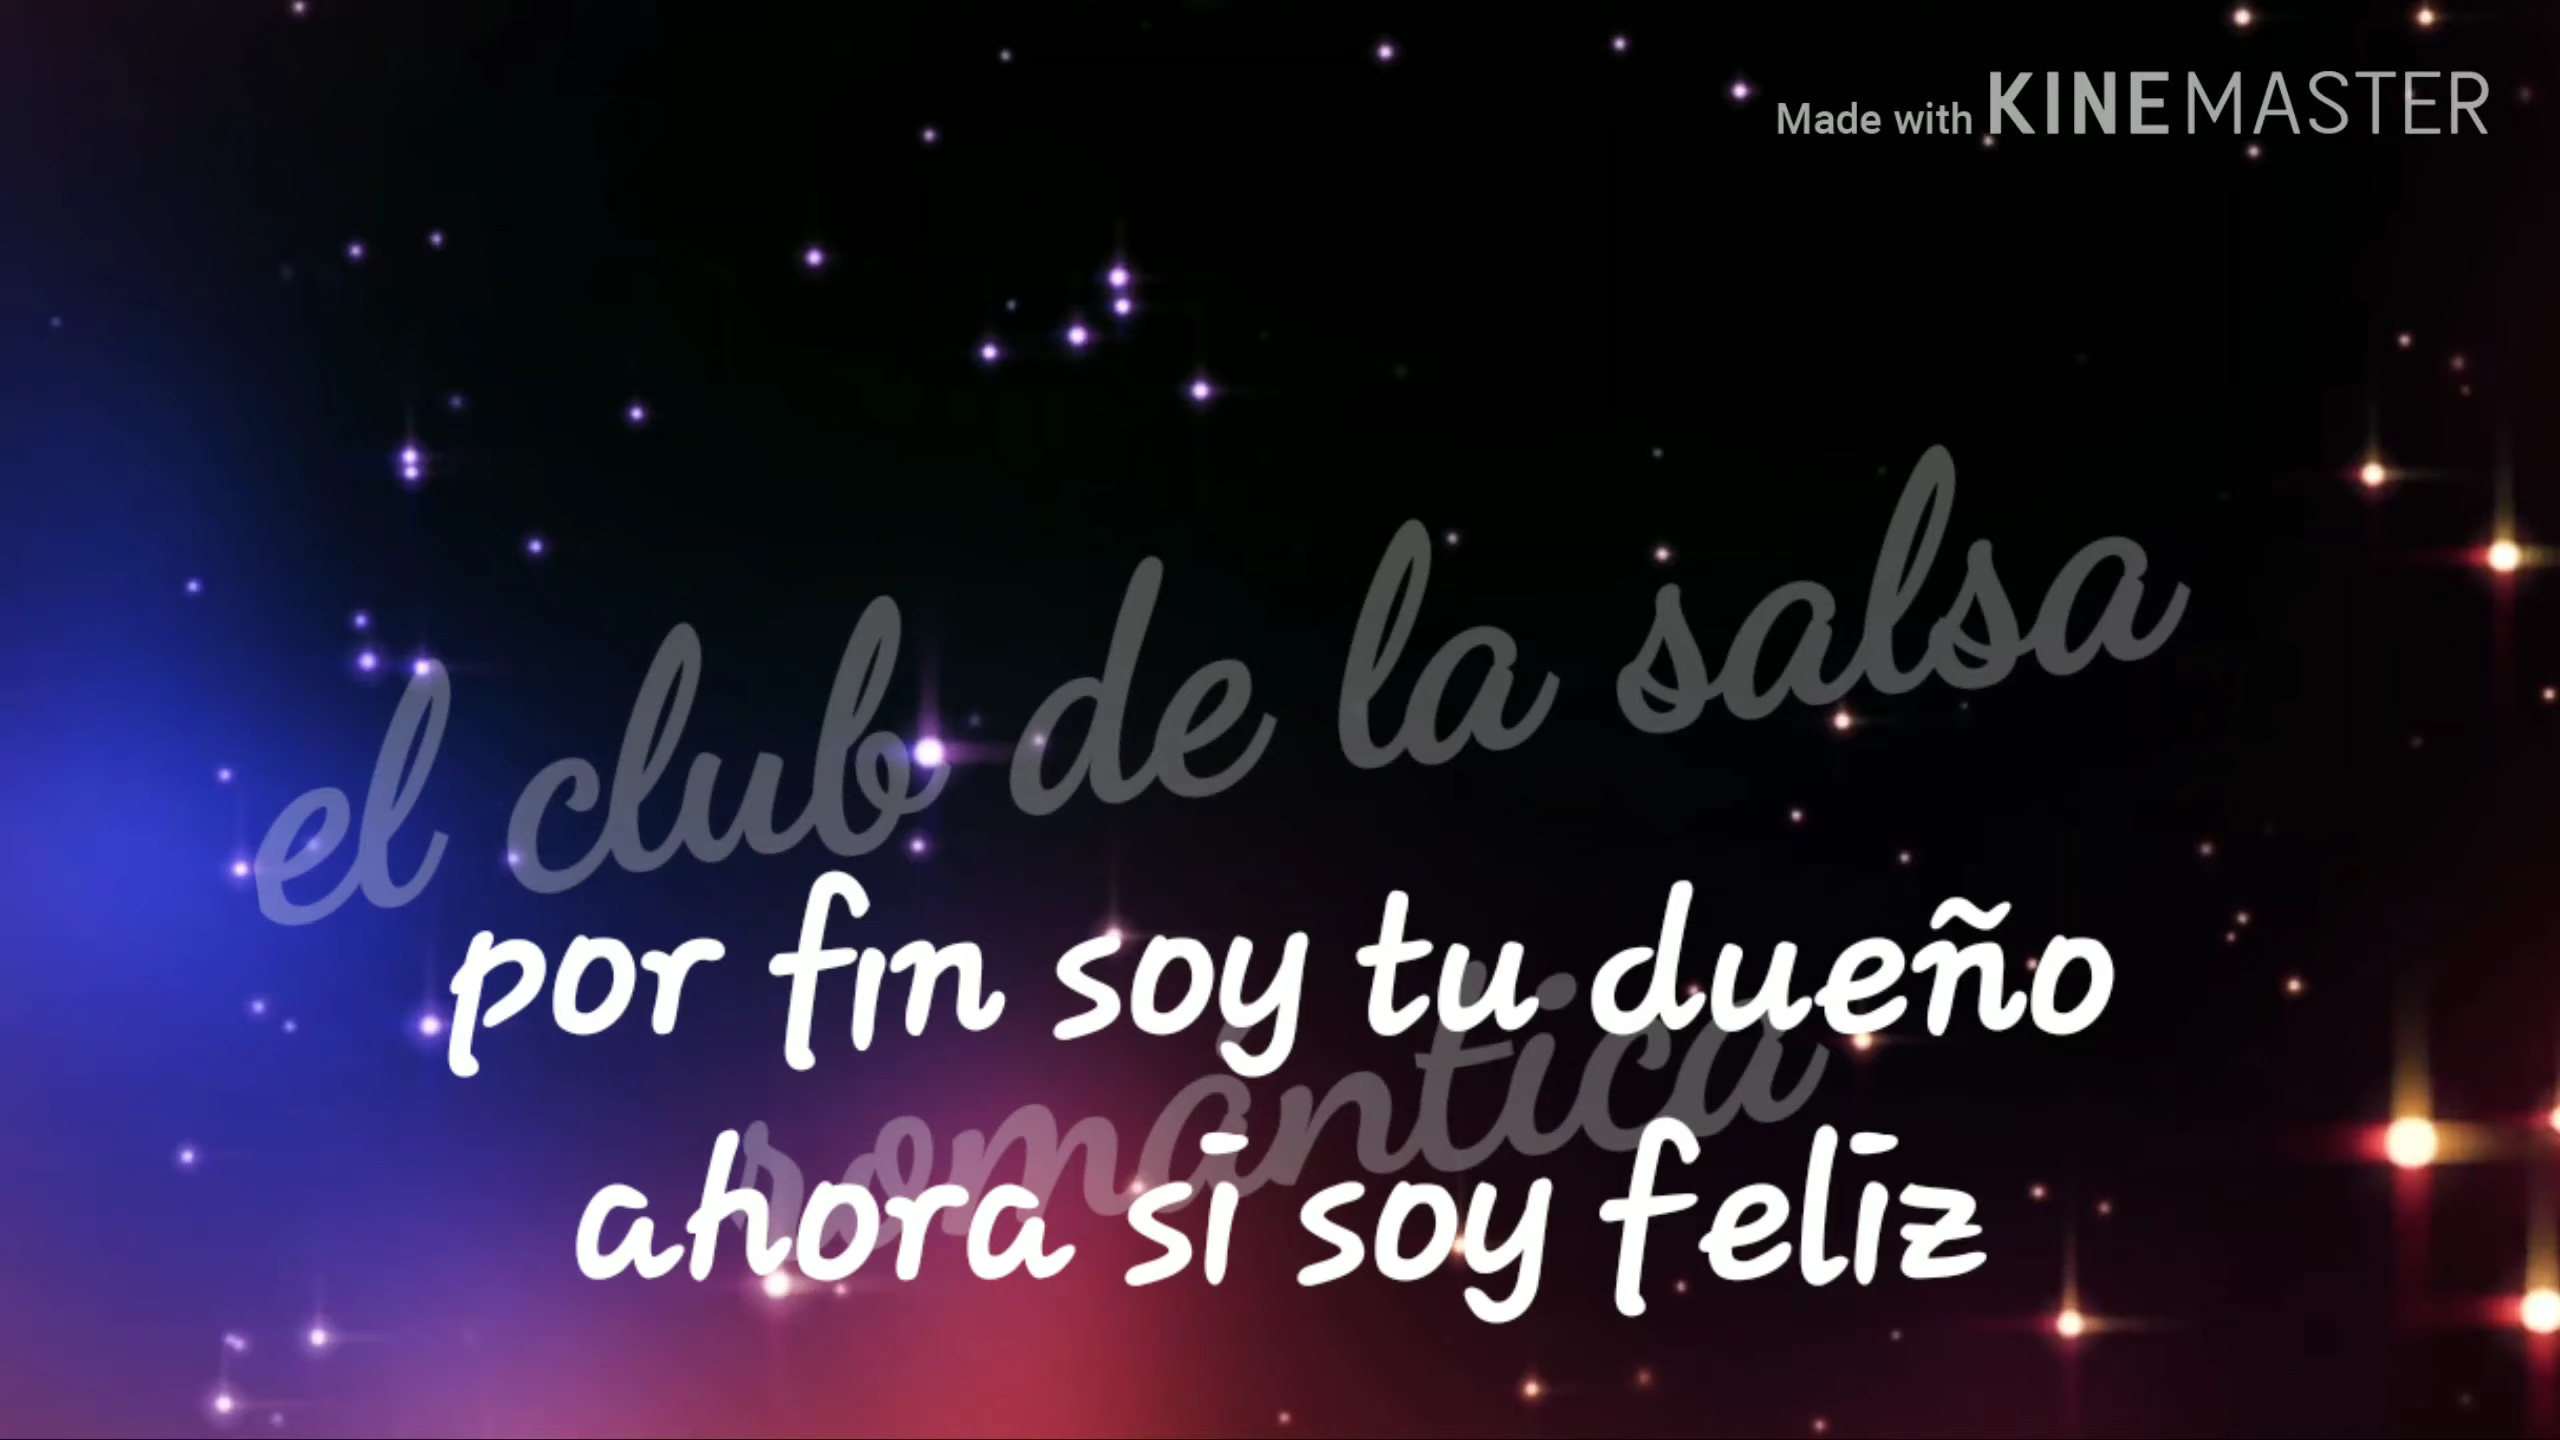 Made with KINEMASTER
el club de la salsa
romántica
por fin soy tu dueño
ahora si soy feliz